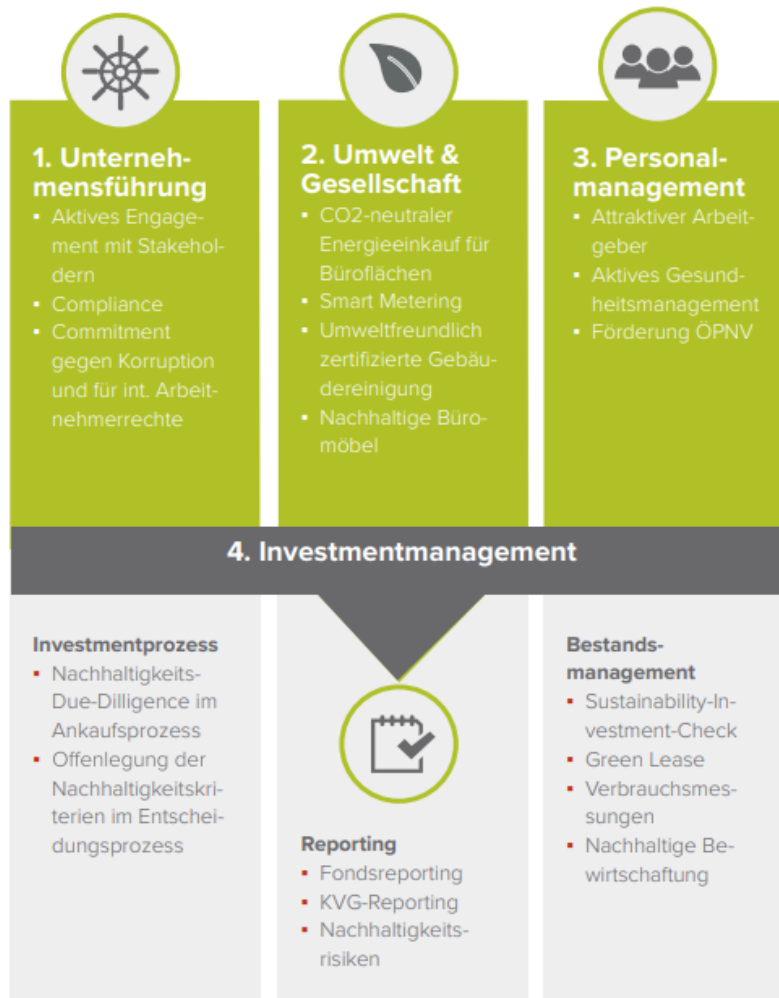 1. Unterneh-
mensführung
▪ Aktives Engage-
ment mit Stakehol-
dern
▪ Compliance
▪ Commitment
gegen Korruption
und für int. Arbeit-
nehmerrechte
2. Umwelt &
Gesellschaft
▪ CO2-neutraler
Energieeinkauf für
Büroflächen
▪ Smart Metering
▪ Umweltfreundlich
zertifizierte Gebäu-
dereinigung
▪ Nachhaltige Büro-
möbel
3. Personal-
management
▪ Attraktiver Arbeit-
geber
▪ Aktives Gesund-
heitsmanagement
▪ Förderung ÖPNV
4. Investmentmanagement
Investmentprozess
▪ Nachhaltigkeits-
Due-Dilligence im
Ankaufsprozess
▪ Offenlegung der
Nachhaltigkeitskri-
terien im Entschei-
dungsprozess
Reporting
▪ Fondsreporting
▪ KVG-Reporting
▪ Nachhaltigkeits-
risiken
Bestands-
management
▪ Sustainability-In-
vestment-Check
▪ Green Lease
▪ Verbrauchsmes-
sungen
▪ Nachhaltige Be-
wirtschaftung